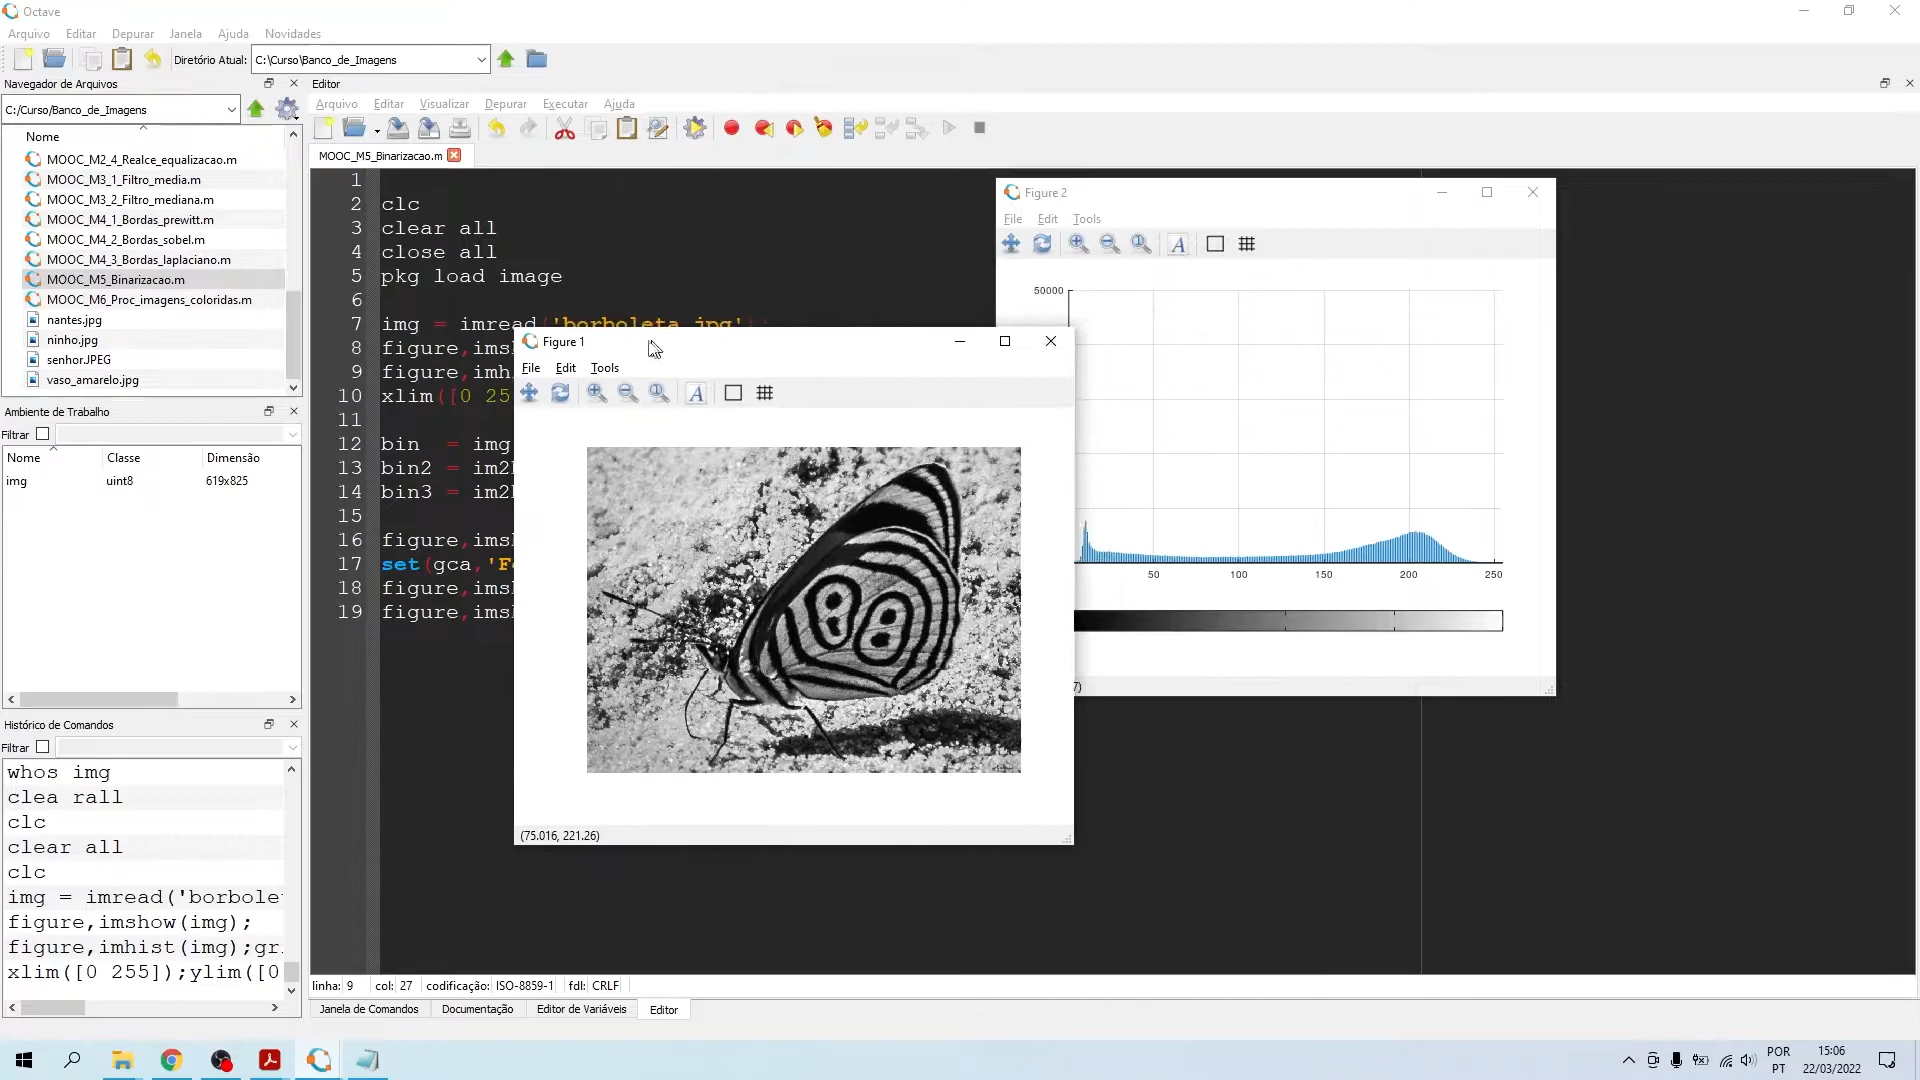 Octave
Arquivo Editar Depurar Janela Ajuda Novidades
Diretório Atual: C:\Curso\Banco_de_Imagens
Navegador de Arquivos
C:/Curso/Banco_de_Imagens
Nome
MOOC_M2_4_Realce_equalizacao.m
MOOC_M3_1_Filtro_media.m
MOOC_M3_2_Filtro_mediana.m
MOOC_M4_1_Bordas_prewitt.m
MOOC_M4_2_Bordas_sobel.m
MOOC_M4_3_Bordas_laplaciano.m
MOOC_M5_Binarizacao.m
MOOC_M6_Proc_imagens_coloridas.m
nantes.jpg
ninho.jpg
senhor.JPEG
vaso_amarelo.jpg
Ambiente de Trabalho
Filtrar
Nome Classe Dimensão
img uint8 619x825
Histórico de Comandos
Filtrar
whos img
clea rall
clc
clear all
clc
img = imread('borbole
figure,imshow(img);
figure,imhist(img);gr
xlim([0 255]);ylim([0
Editor
Arquivo Editar Visualizar Depurar Executar Ajuda
MOOC_M5_Binarizacao.m
1
2 clc
3 clear all
4 close all
5 pkg load image
6
7 img = imread('borboleta.jpg');
8 figure,ims
9 figure,imh
10 xlim([0 25
11
12 bin = img
13 bin2 = im2
14 bin3 = im2
15
16 figure,ims
17 set(gca,'F
18 figure,ims
19 figure,ims
Figure 1
File Edit Tools
A
(75.016, 221.26)
Figure 2
File Edit Tools
A
50000
50 100 150 200 250
7)
linha: 9 col: 27 codificação: ISO-8859-1 fdl: CRLF
Janela de Comandos Documentação Editor de Variáveis Editor
POR
PT
15:06
22/03/2022